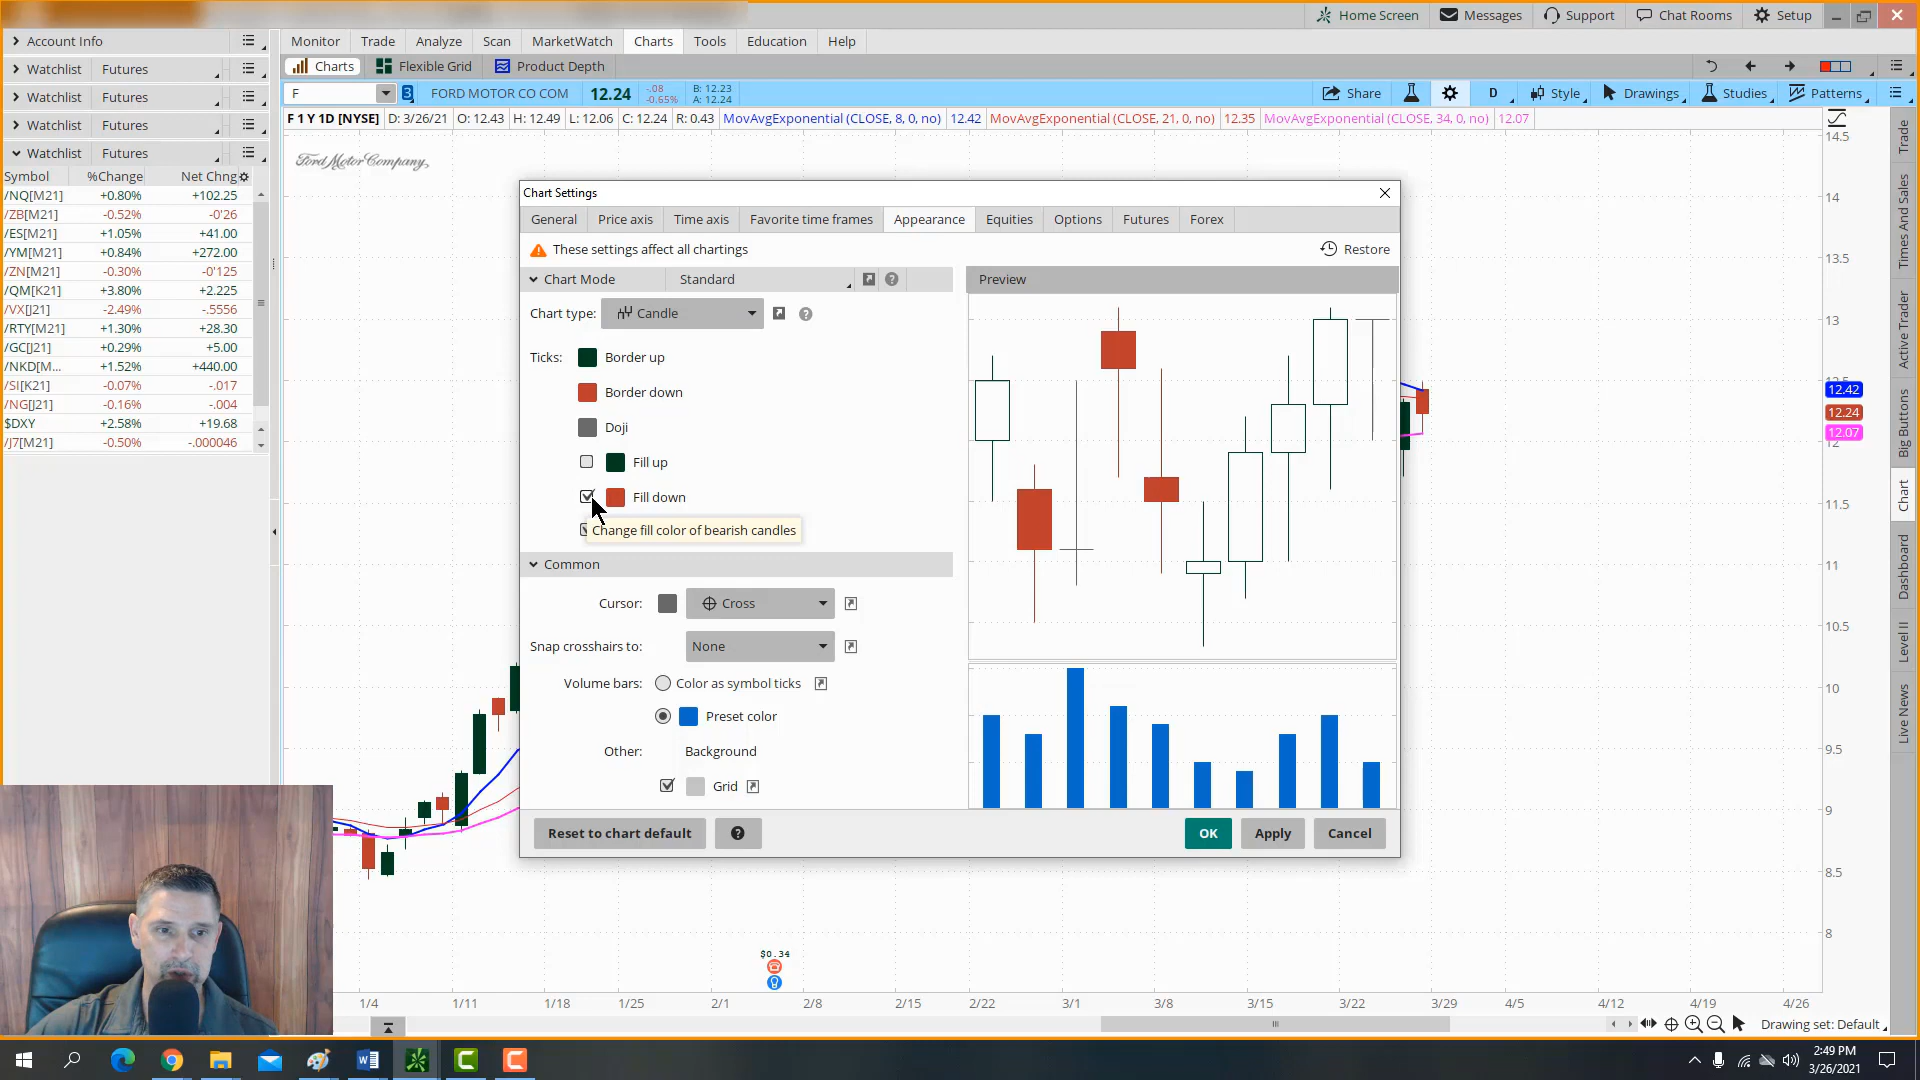 Home Screen Messages Support Chat Rooms Setup
Account Info
Monitor Trade Analyze Scan MarketWatch Charts Tools Education Help
Watchlist Futures
Charts Flexible Grid Product Depth
Watchlist Futures
F 3 FORD MOTOR CO COM 12.24 -.08 -0.65% B: 12.23 A: 12.24 Share D Style Drawings Studies Patterns
Watchlist Futures
F 1 Y 1D [NYSE] D: 3/26/21 O: 12.43 H: 12.49 L: 12.06 C: 12.24 R: 0.43 MovAvgExponential (CLOSE, 8, 0, no) 12.42 MovAvgExponential (CLOSE, 21, 0, no) 12.35 MovAvgExponential (CLOSE, 34, 0, no) 12.07
Watchlist Futures
Symbol %Change Net Chng
/NQ[M21] +0.80% +102.25
/ZB[M21] -0.52% -0'26
/ES[M21] +1.05% +41.00
/YM[M21] +0.84% +272.00
/ZN[M21] -0.30% -0'125
/QM[K21] +3.80% +2.225
/VX[J21] -2.49% -.5556
/RTY[M21] +1.30% +28.30
/GC[J21] +0.29% +5.00
/NKD[M... +1.52% +440.00
/SI[K21] -0.07% -.017
/NG[J21] -0.16% -.004
$DXY +2.58% +19.68
/J7[M21] -0.50% -.000046
Ford Motor Company,
Chart Settings
General Price axis Time axis Favorite time frames Appearance Equities Options Futures Forex
These settings affect all chartings Restore
Chart Mode Standard
Chart type: Candle
Ticks: Border up
Border down
Doji
Fill up
Fill down
Change fill color of bearish candles
Common
Cursor: Cross
Snap crosshairs to: None
Volume bars: Color as symbol ticks
Preset color
Other: Background
Grid
Preview
Reset to chart default
OK Apply Cancel
14.5
14
13.5
13
12.42
12.24
12.07
12
11.5
11
10.5
10
9.5
9
8.5
8
Trade
Times And Sales
Active Trader
Big Buttons
Chart
Dashboard
Level II
Live News
$0.34
1/4 1/11 1/18 1/25 2/1 2/8 2/15 2/22 3/1 3/8 3/15 3/22 3/29 4/5 4/12 4/19 4/26
Drawing set: Default
2:49 PM
3/26/2021